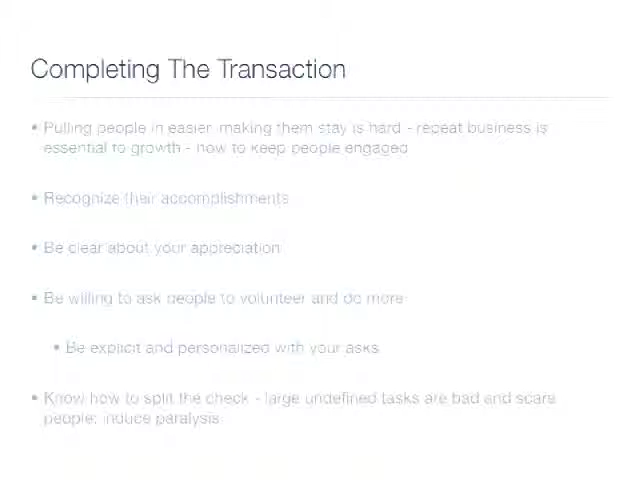 Completing The Transaction
• Pulling people in easier, making them stay is hard - repeat business is
essential to growth - how to keep people engaged
• Recognize their accomplishments
• Be clear about your appreciation
• Be willing to ask people to volunteer and do more
• Be explicit and personalized with your asks
• Know how to split the check - large undefined tasks are bad and scare
people; induce paralysis